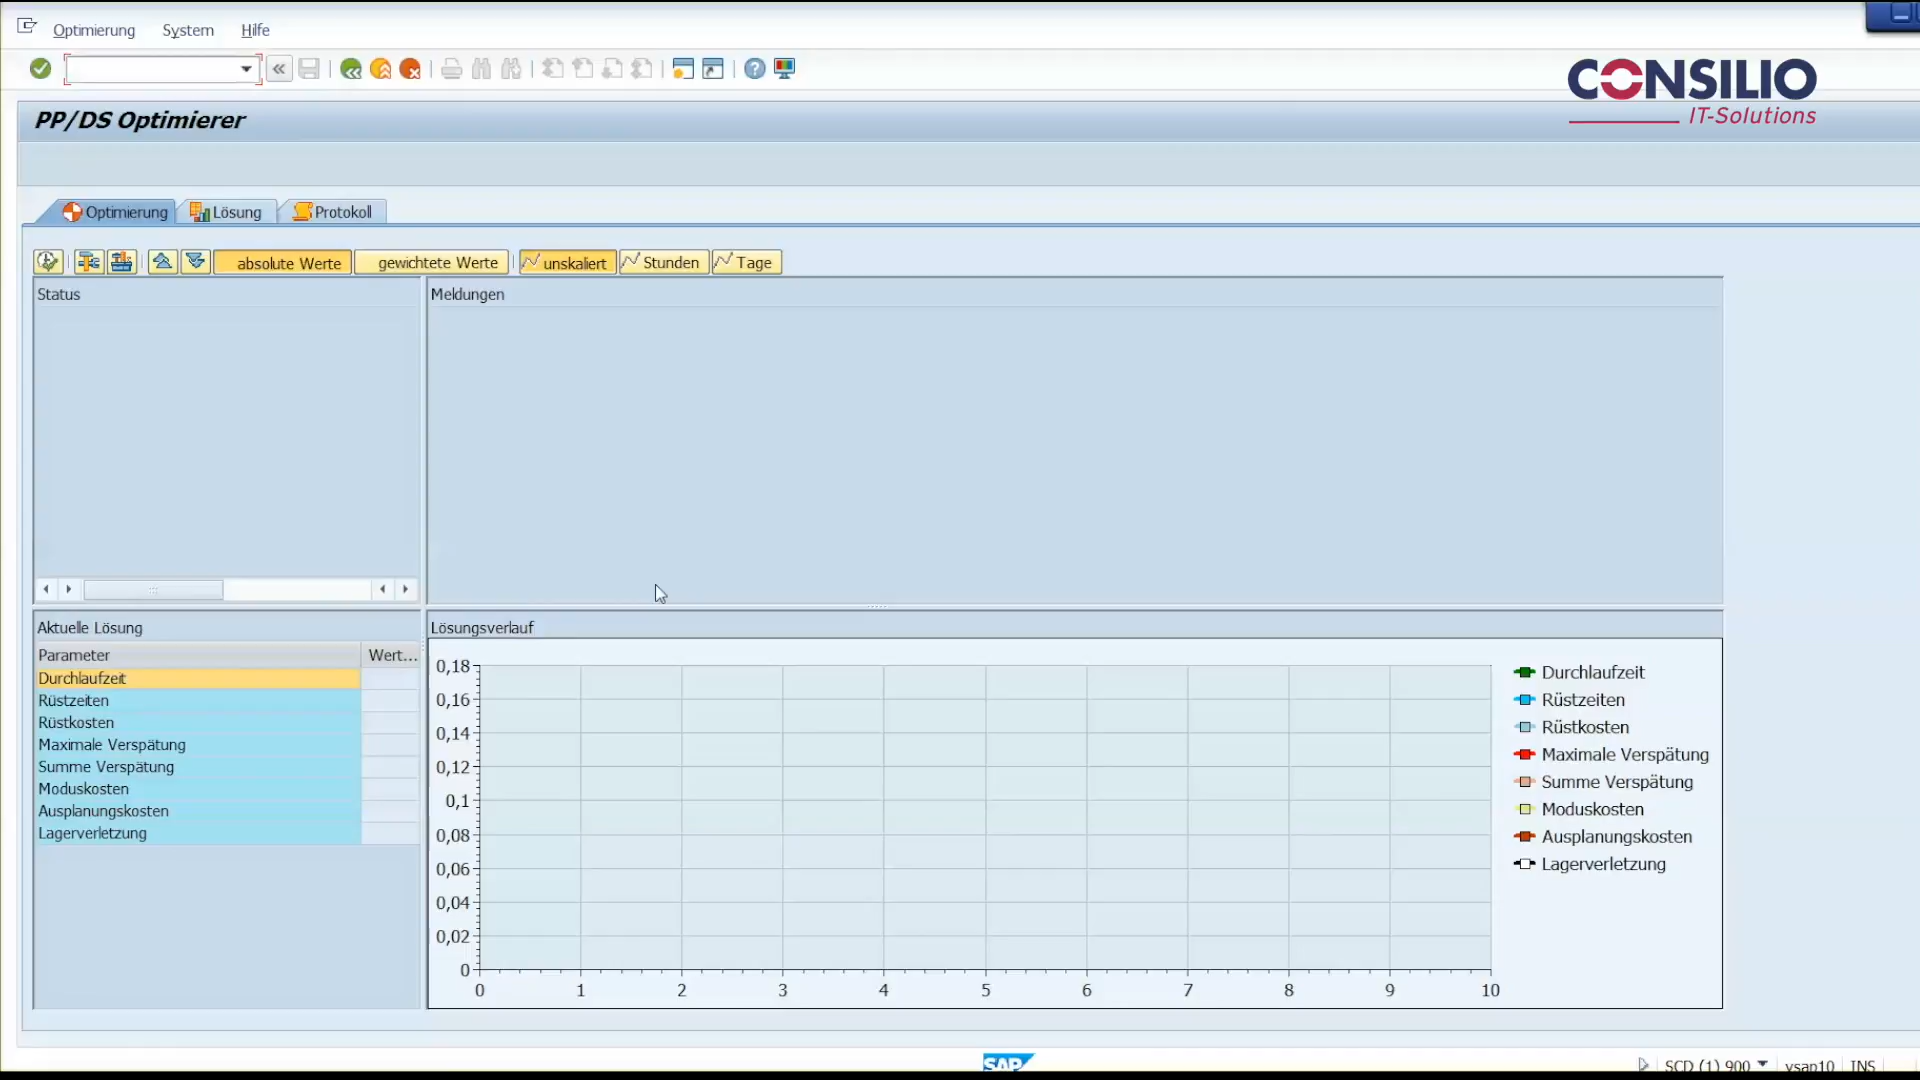 Optimierung System Hilfe
CONSILIO
IT-Solutions
PP/DS Optimierer
Optimierung Lösung Protokoll
absolute Werte gewichtete Werte unskaliert Stunden Tage
Status
Meldungen
Aktuelle Lösung
Parameter Wert...
Durchlaufzeit
Rüstzeiten
Rüstkosten
Maximale Verspätung
Summe Verspätung
Moduskosten
Ausplanungskosten
Lagerverletzung
Lösungsverlauf
0,18
0,16
0,14
0,12
0,1
0,08
0,06
0,04
0,02
0
0 1 2 3 4 5 6 7 8 9 10
Durchlaufzeit
Rüstzeiten
Rüstkosten
Maximale Verspätung
Summe Verspätung
Moduskosten
Ausplanungskosten
Lagerverletzung
SAP
SCD (1) 900 vsap10 INS